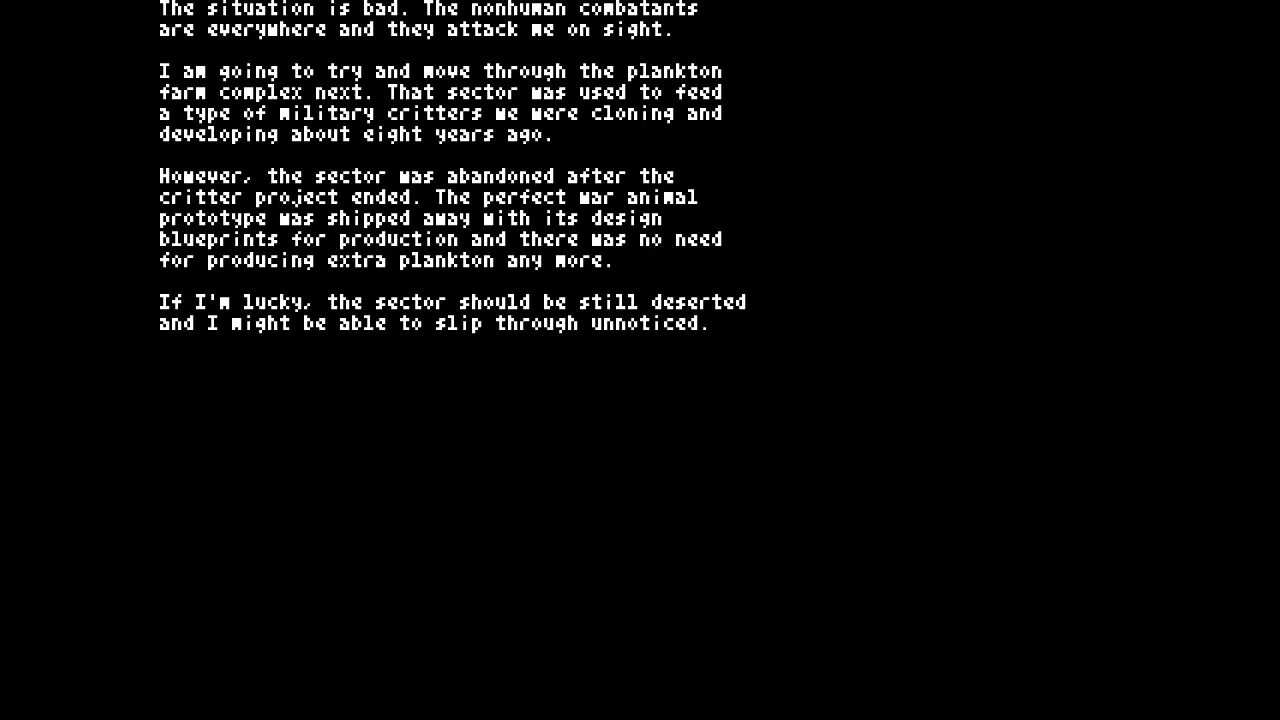 The situation is bad. The nonhuman combatants
are everywhere and they attack me on sight.
I am going to try and move through the plankton
farm complex next. That sector was used to feed
a type of military critters we were cloning and
developing about eight years ago.
However, the sector was abandoned after the
critter project ended. The perfect war animal
prototype was shipped away with its design
blueprints for production and there was no need
for producing extra plankton any more.
If I'm lucky, the sector should be still deserted
and I might be able to slip through unnoticed.